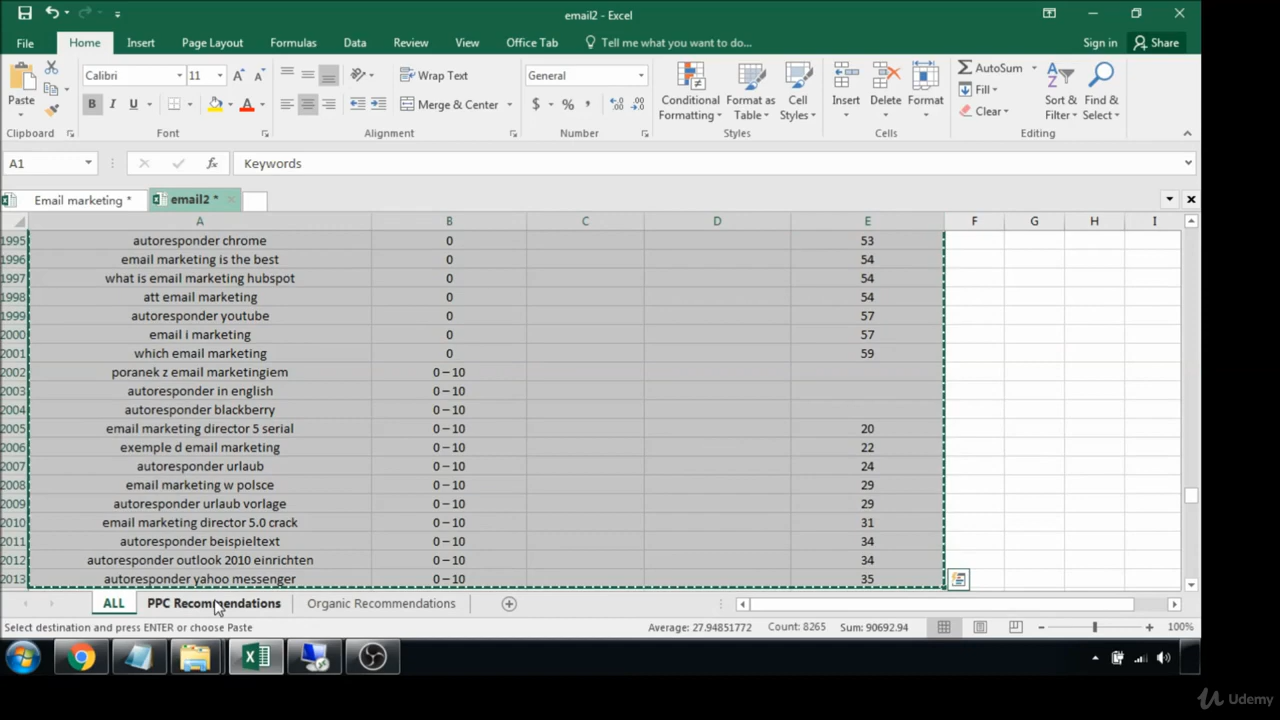 email2 - Excel
File Home Insert Page Layout Formulas Data Review View Office Tab Tell me what you want to do... Sign in Share
Calibri 11 Wrap Text General AutoSum
Fill
Paste B I U Merge & Center $ % Conditional Formatting Format as Table Cell Styles Insert Delete Format Clear Sort & Filter Find & Select
Clipboard Font Alignment Number Styles Cells Editing
A1 fx Keywords
Email marketing * email2 *
A B C D E F G H I
1995 autoresponder chrome 0 53
1996 email marketing is the best 0 54
1997 what is email marketing hubspot 0 54
1998 att email marketing 0 54
1999 autoresponder youtube 0 57
2000 email i marketing 0 57
2001 which email marketing 0 59
2002 poranek z email marketingiem 0 – 10
2003 autoresponder in english 0 – 10
2004 autoresponder blackberry 0 – 10
2005 email marketing director 5 serial 0 – 10 20
2006 exemple d email marketing 0 – 10 22
2007 autoresponder urlaub 0 – 10 24
2008 email marketing w polsce 0 – 10 29
2009 autoresponder urlaub vorlage 0 – 10 29
2010 email marketing director 5.0 crack 0 – 10 31
2011 autoresponder beispieltext 0 – 10 34
2012 autoresponder outlook 2010 einrichten 0 – 10 34
2013 autoresponder yahoo messenger 0 – 10 35
ALL PPC Recommendations Organic Recommendations
Select destination and press ENTER or choose Paste Average: 27.94851772 Count: 8265 Sum: 90692.94 100%
Udemy